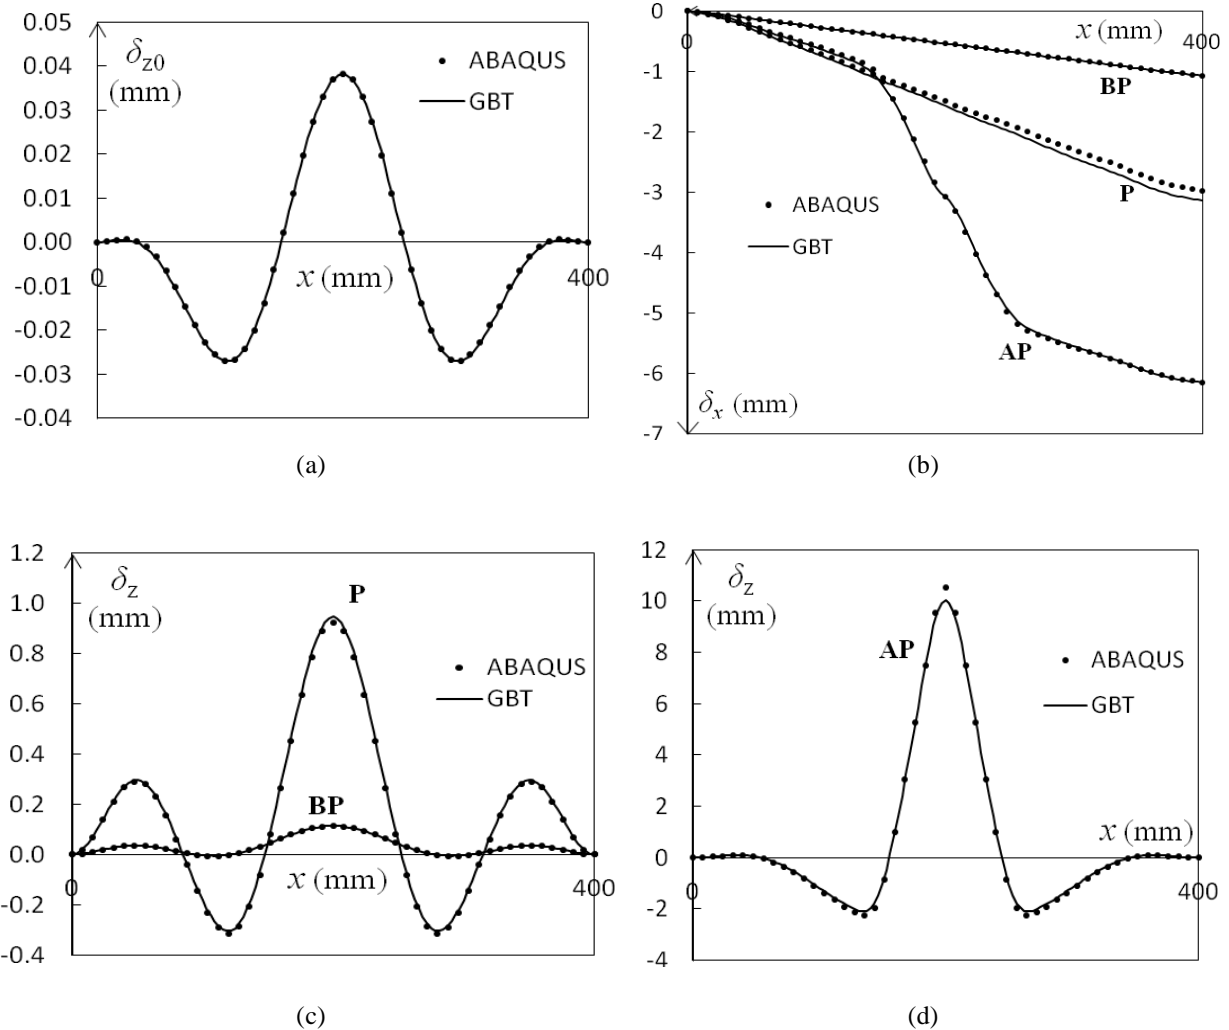 0.05
0.04
0.03
0.02
0.01
0.00
-0.01
-0.02
-0.03
-0.04
δz0
(mm)
ABAQUS
GBT
0
x (mm)
400
(a)
0
-1
-2
-3
-4
-5
-6
-7
0
x (mm)
400
BP
P
AP
ABAQUS
GBT
δx (mm)
(b)
1.2
1.0
0.8
0.6
0.4
0.2
0.0
-0.2
-0.4
δz
(mm)
P
ABAQUS
GBT
BP
0
x (mm)
400
(c)
12
10
8
6
4
2
0
-2
-4
δz
(mm)
AP
ABAQUS
GBT
x (mm)
0
400
(d)